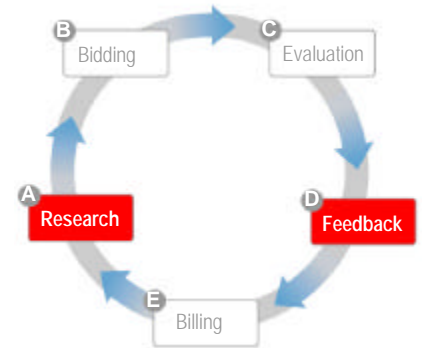 B
Bidding
C
Evaluation
A
Research
D
Feedback
E
Billing